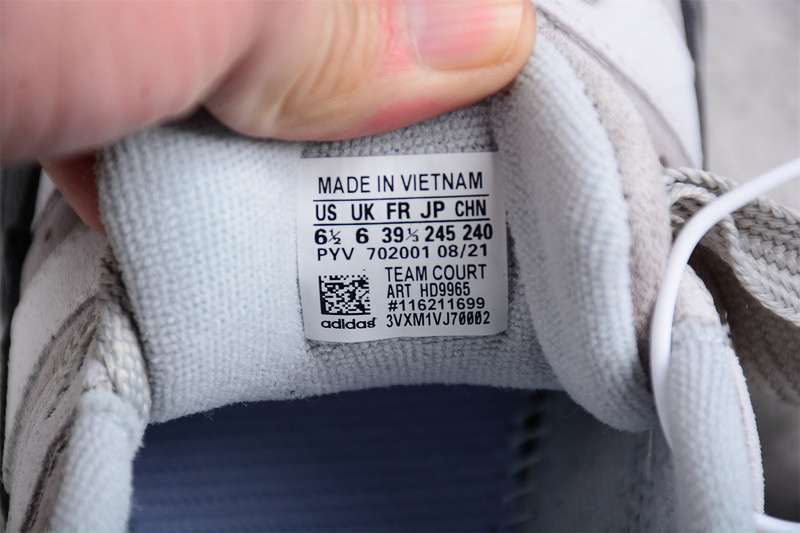 MADE IN VIETNAM
US UK FR JP CHN
6½ 6 39⅓ 245 240
PYV 702001 08/21
TEAM COURT
ART HD9965
#116211699
adidas® 3VXM1VJ70002